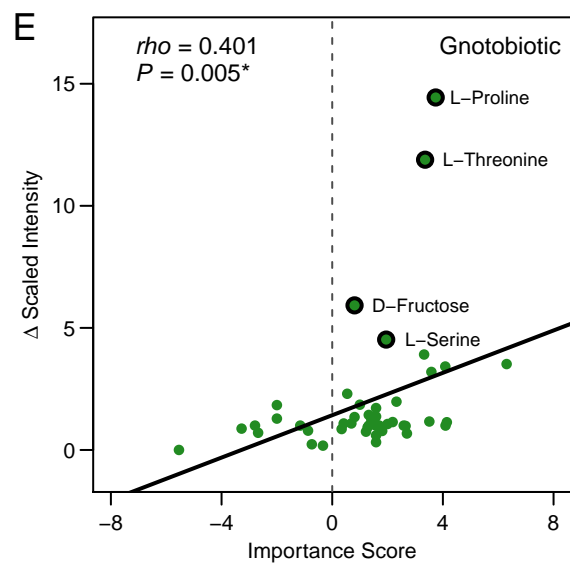 E
rho = 0.401
P = 0.005*
Gnotobiotic
L−Proline
L−Threonine
D−Fructose
L−Serine
Δ Scaled Intensity
15
10
5
0
−8 −4 0 4 8
Importance Score